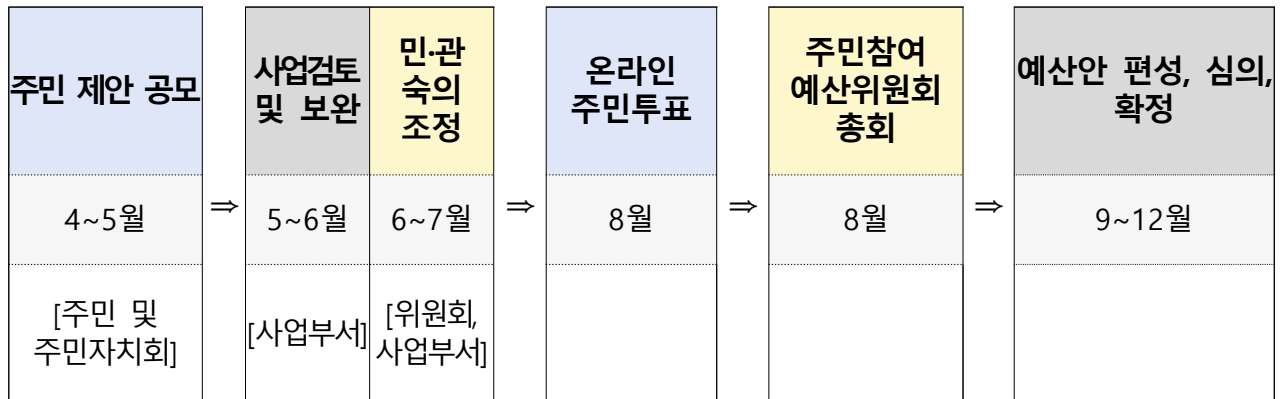 주민 제안 공모
사업검토
및 보완
민·관
숙의
조정
온라인
주민투표
주민참여
예산위원회
총회
예산안 편성, 심의,
확정
4~5월
⇒
5~6월
6~7월
⇒
8월
⇒
8월
⇒
9~12월
[주민 및
주민자치회]
[사업부서]
[위원회,
사업부서]